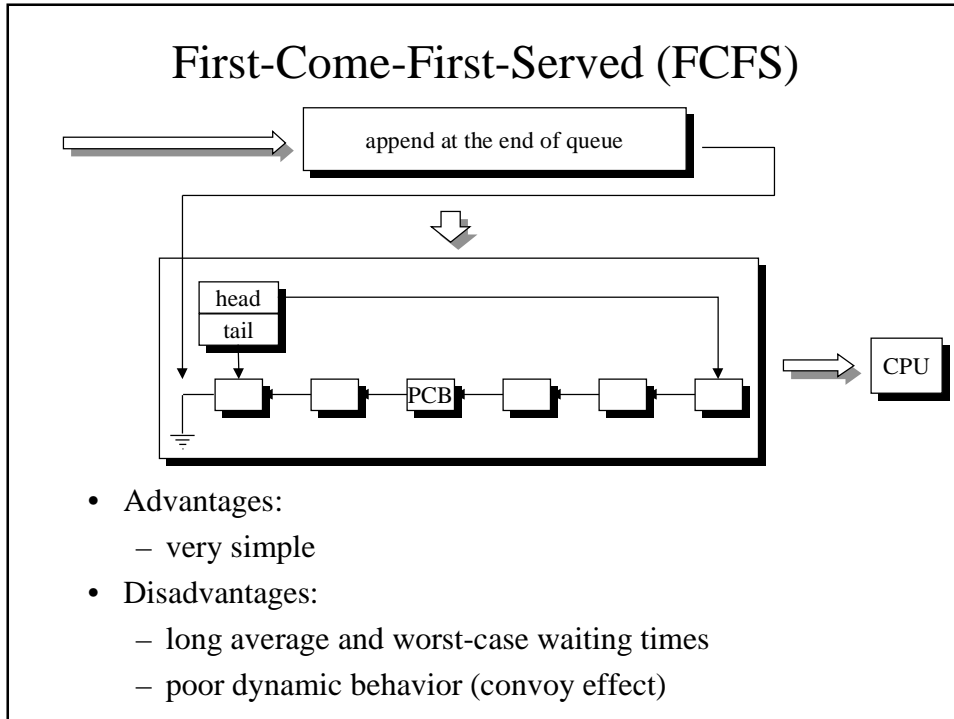 First-Come-First-Served (FCFS)
append at the end of queue
head
tail
PCB
CPU
• Advantages:
– very simple
• Disadvantages:
– long average and worst-case waiting times
– poor dynamic behavior (convoy effect)